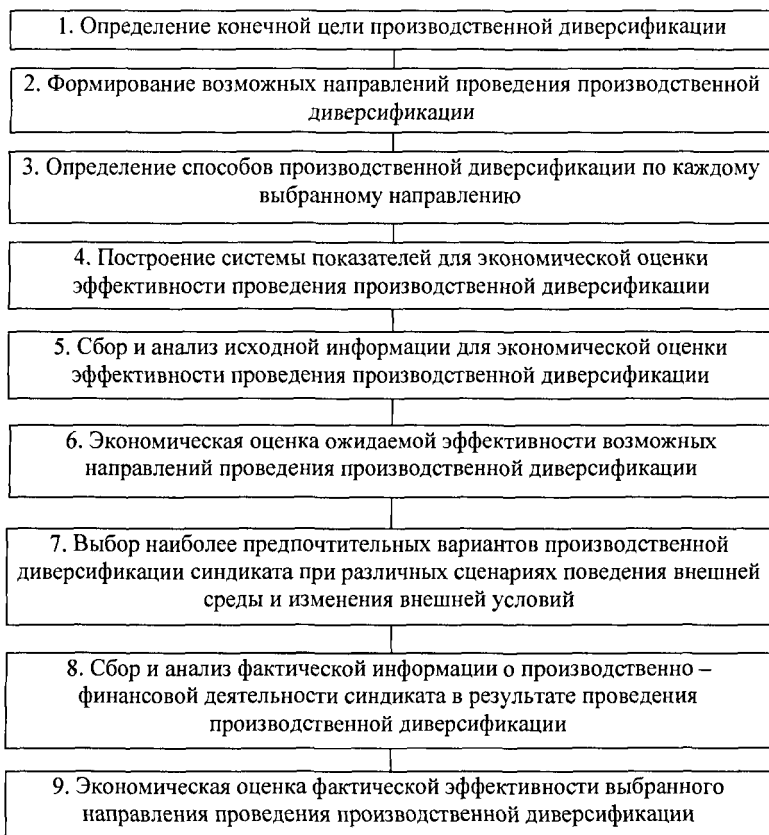 1. Определение конечной цели производственной диверсификации
2. Формирование возможных направлений проведения производственной
диверсификации
3. Определение способов производственной диверсификации по каждому
выбранному направлению
4. Построение системы показателей для экономической оценки
эффективности проведения производственной диверсификации
5. Сбор и анализ исходной информации для экономической оценки
эффективности проведения производственной диверсификации
6. Экономическая оценка ожидаемой эффективности возможных
направлений проведения производственной диверсификации
7. Выбор наиболее предпочтительных вариантов производственной
диверсификации синдиката при различных сценариях поведения внешней
среды и изменения внешней условий
8. Сбор и анализ фактической информации о производственно –
финансовой деятельности синдиката в результате проведения
производственной диверсификации
9. Экономическая оценка фактической эффективности выбранного
направления проведения производственной диверсификации